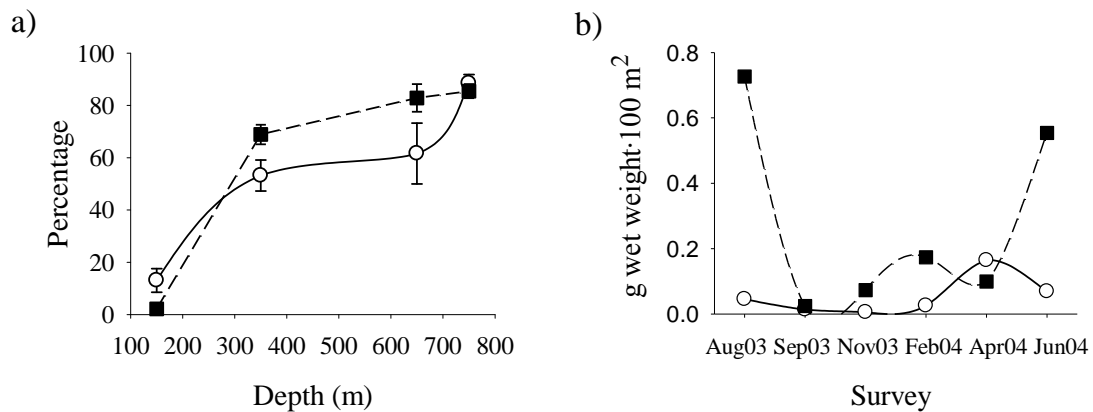 a)
100
80
60
40
20
0
Percentage
100 200 300 400 500 600 700 800
Depth (m)
b)
0.8
0.6
0.4
0.2
0.0
g wet weight·100 m²
Aug03 Sep03 Nov03 Feb04 Apr04 Jun04
Survey